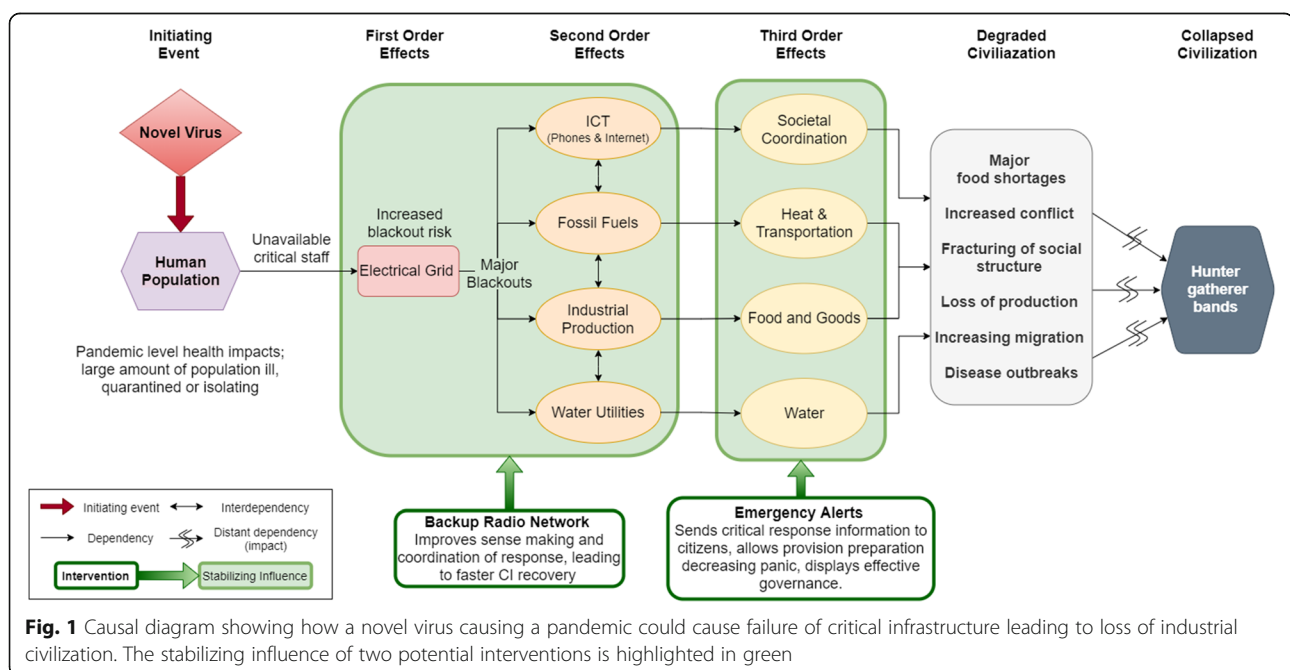 Initiating
Event
First Order
Effects
Second Order
Effects
Third Order
Effects
Degraded
Civiliazation
Collapsed
Civilization
Novel Virus
Human
Population
Pandemic level health impacts;
large amount of population ill,
quarantined or isolating
Unavailable
critical staff
Increased
blackout risk
Electrical Grid
Major
Blackouts
ICT
(Phones & Internet)
Fossil Fuels
Industrial
Production
Water Utilities
Societal
Coordination
Heat &
Transportation
Food and Goods
Water
Major
food shortages
Increased conflict
Fracturing of social
structure
Loss of production
Increasing migration
Disease outbreaks
Hunter
gatherer
bands
Initiating event
Interdependency
Dependency
Distant dependency
(impact)
Intervention
Stabilizing Influence
Backup Radio Network
Improves sense making and
coordination of response, leading
to faster CI recovery
Emergency Alerts
Sends critical response information to
citizens, allows provision preparation
decreasing panic, displays effective
governance.
Fig. 1 Causal diagram showing how a novel virus causing a pandemic could cause failure of critical infrastructure leading to loss of industrial
civilization. The stabilizing influence of two potential interventions is highlighted in green